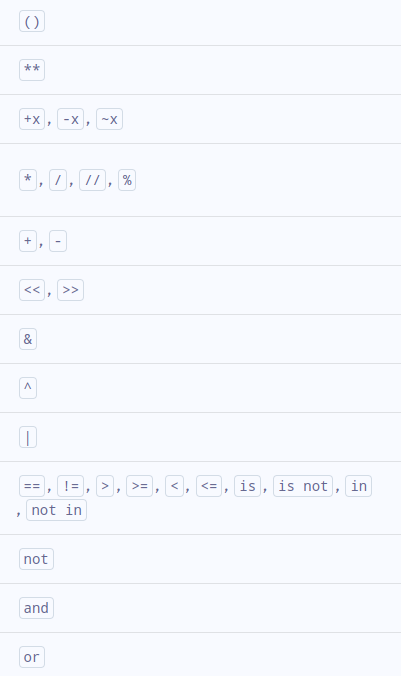 ()
**
+x, -x, ~x
*, /, //, %
+, -
<<, >>
&
^
|
==, !=, >, >=, <, <=, is, is not, in
, not in
not
and
or